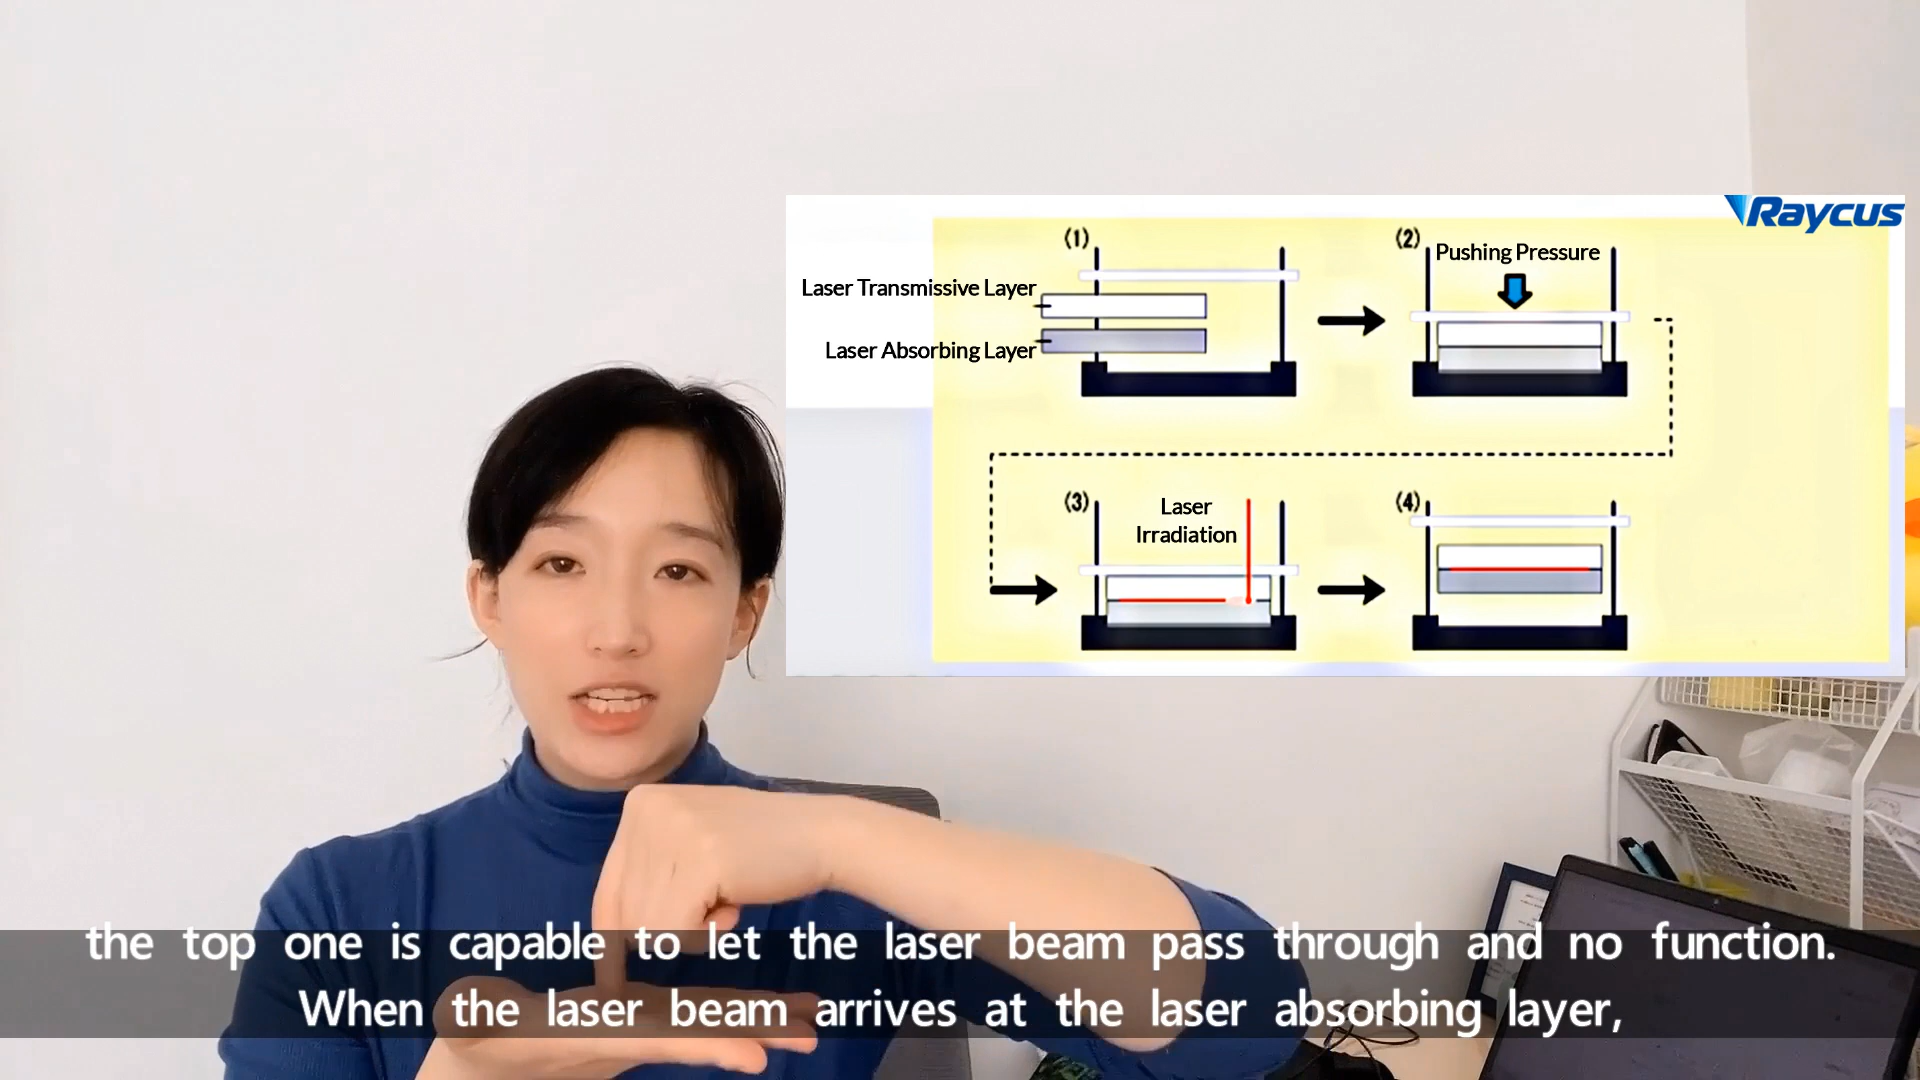 Raycus
(1)
(2)
Pushing Pressure
Laser Transmissive Layer
Laser Absorbing Layer
(3)
Laser
Irradiation
(4)
the top one is capable to let the laser beam pass through and no function.
When the laser beam arrives at the laser absorbing layer,